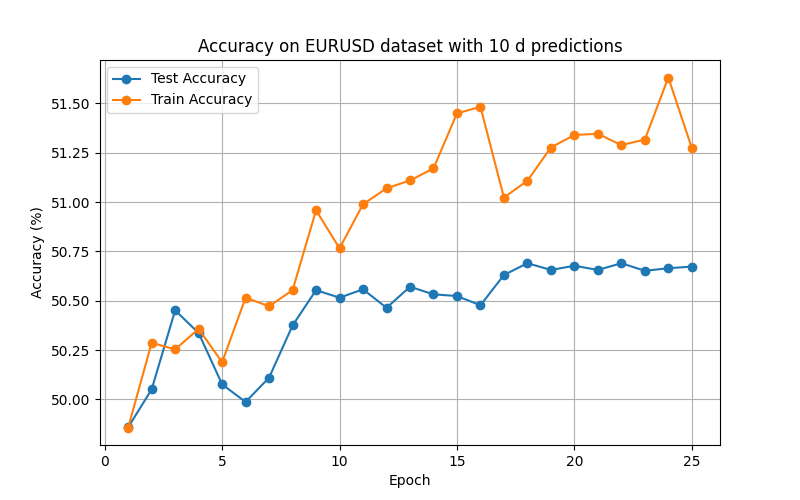 Accuracy on EURUSD dataset with 10 d predictions
Test Accuracy
Train Accuracy
Accuracy (%)
51.50
51.25
51.00
50.75
50.50
50.25
50.00
0 5 10 15 20 25
Epoch